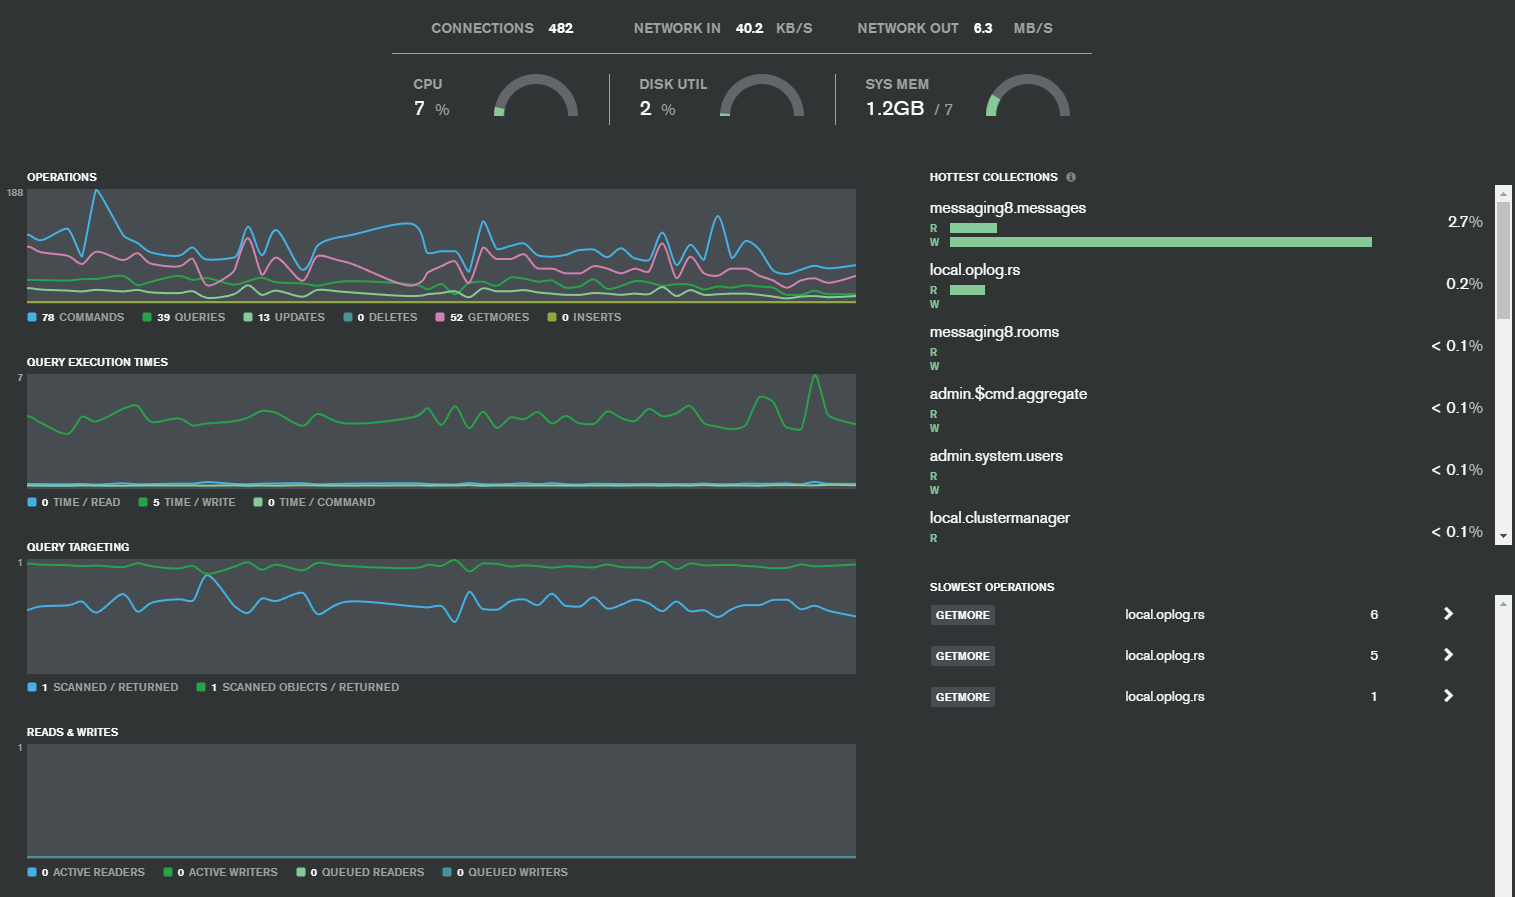 CONNECTIONS 482 NETWORK IN 40.2 KB/S NETWORK OUT 6.3 MB/S
CPU
7 %
DISK UTIL
2 %
SYS MEM
1.2GB / 7
OPERATIONS
188
78 COMMANDS 39 QUERIES 13 UPDATES 0 DELETES 52 GETMORES 0 INSERTS
QUERY EXECUTION TIMES
7
0 TIME / READ 5 TIME / WRITE 0 TIME / COMMAND
QUERY TARGETING
1
1 SCANNED / RETURNED 1 SCANNED OBJECTS / RETURNED
READS & WRITES
1
0 ACTIVE READERS 0 ACTIVE WRITERS 0 QUEUED READERS 0 QUEUED WRITERS
HOTTEST COLLECTIONS i
messaging8.messages
R
W
2.7%
local.oplog.rs
R
W
0.2%
messaging8.rooms
R
W
< 0.1%
admin.$cmd.aggregate
R
W
< 0.1%
admin.system.users
R
W
< 0.1%
local.clustermanager
R
< 0.1%
SLOWEST OPERATIONS
GETMORE local.oplog.rs 6
GETMORE local.oplog.rs 5
GETMORE local.oplog.rs 1